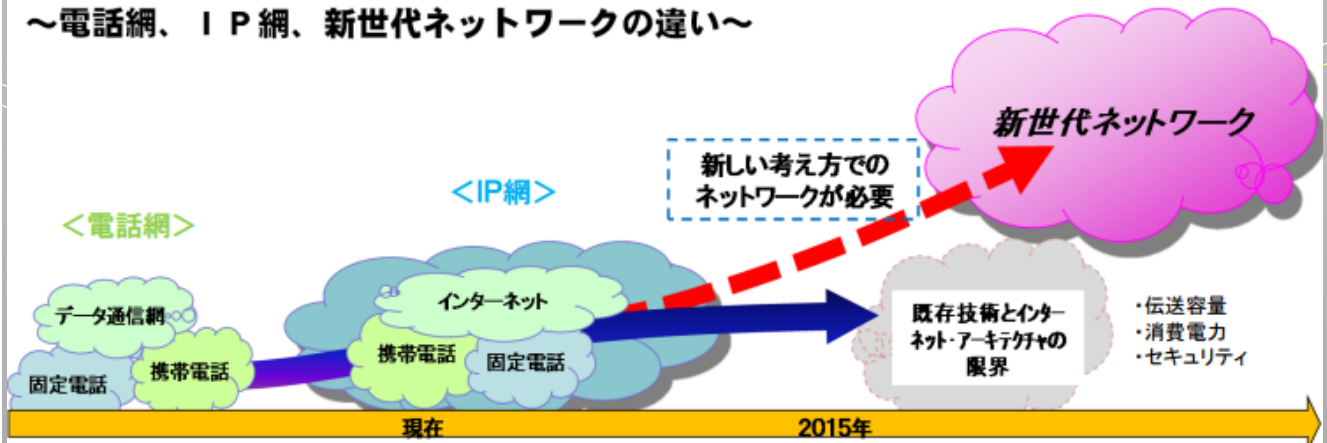 ～電話網、ＩＰ網、新世代ネットワークの違い～
新世代ネットワーク
新しい考え方での
ネットワークが必要
＜IP網＞
＜電話網＞
データ通信網
固定電話
携帯電話
インターネット
携帯電話
固定電話
既存技術とインター
ネット・アーキテクチャの
限界
・伝送容量
・消費電力
・セキュリティ
現在
2015年